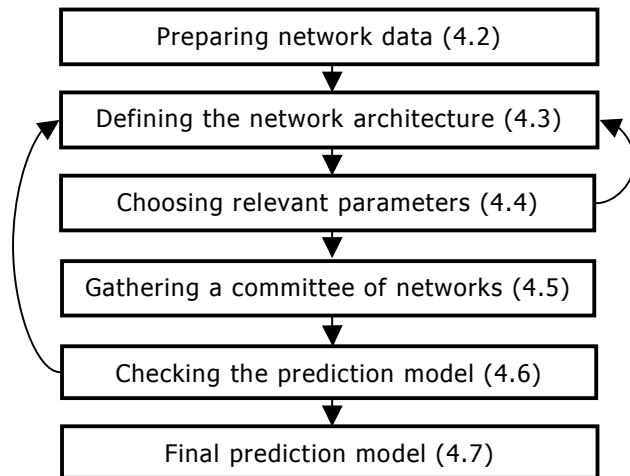 Preparing network data (4.2)
Defining the network architecture (4.3)
Choosing relevant parameters (4.4)
Gathering a committee of networks (4.5)
Checking the prediction model (4.6)
Final prediction model (4.7)